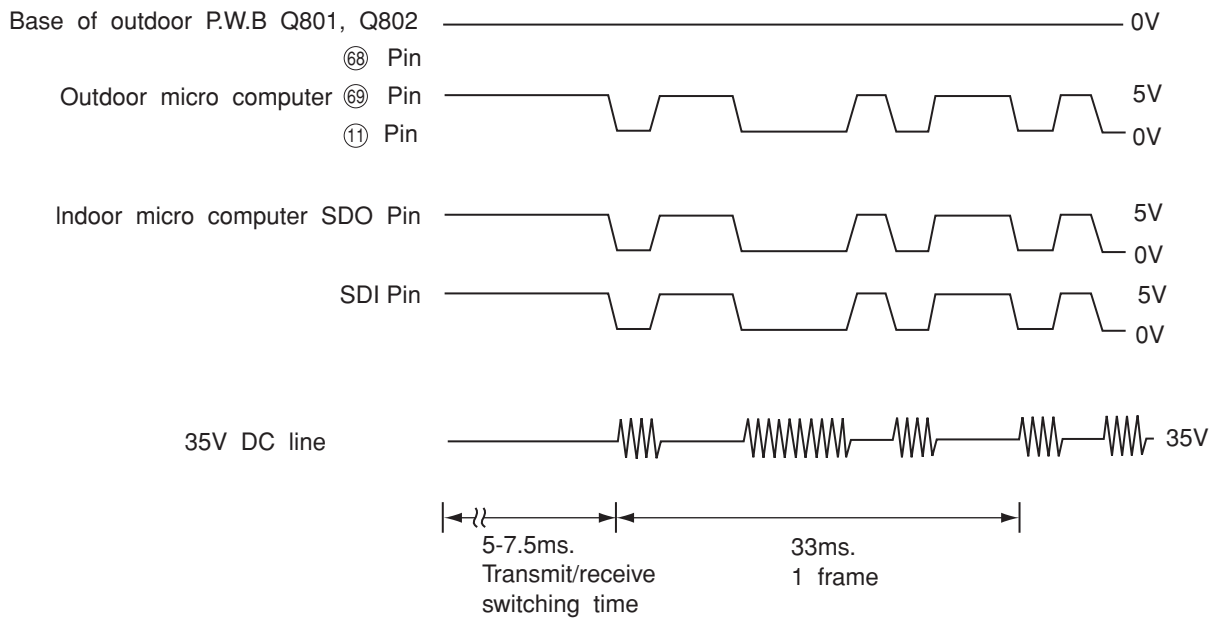 Base of outdoor P.W.B Q801, Q802 0V
68 Pin
Outdoor micro computer 69 Pin 5V
11 Pin 0V
Indoor micro computer SDO Pin 5V
0V
SDI Pin 5V
0V
35V DC line 35V
5-7.5ms. 33ms.
Transmit/receive 1 frame
switching time